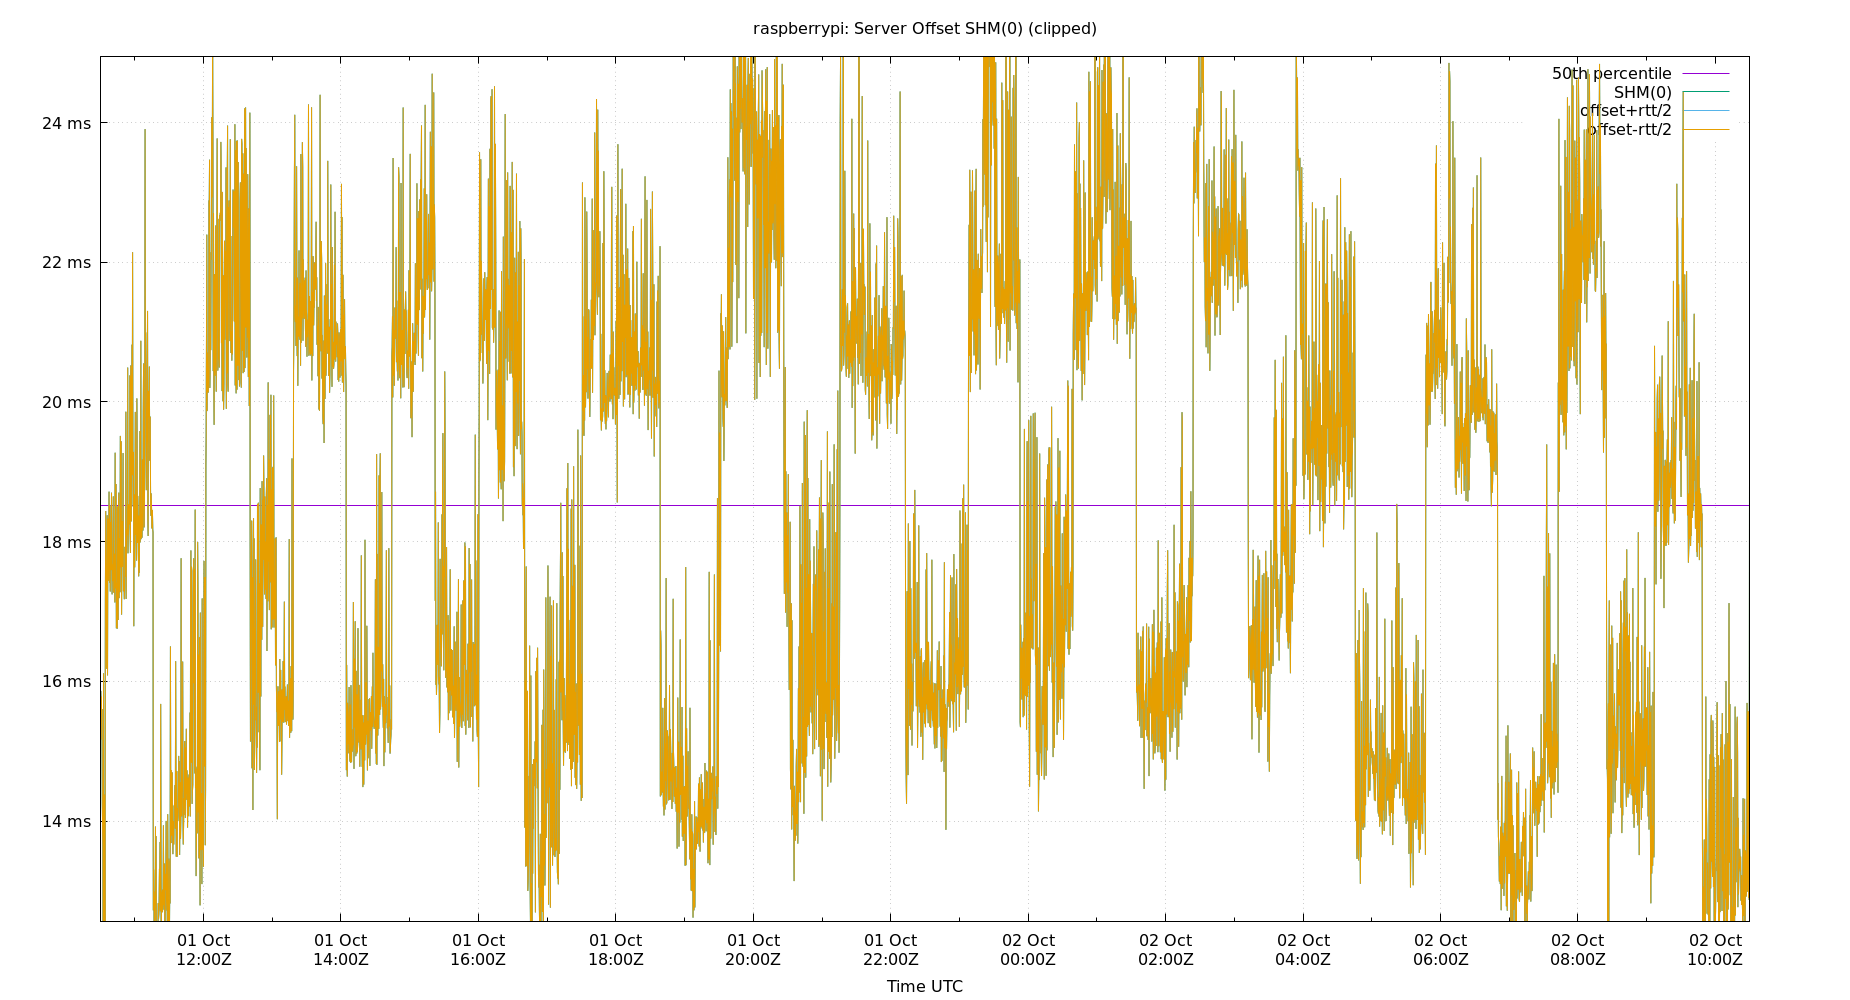 raspberrypi: Server Offset SHM(0) (clipped)
50th percentile
SHM(0)
offset+rtt/2
offset-rtt/2
24 ms
22 ms
20 ms
18 ms
16 ms
14 ms
01 Oct 01 Oct 01 Oct 01 Oct 01 Oct 01 Oct 02 Oct 02 Oct 02 Oct 02 Oct 02 Oct 02 Oct
12:00Z 14:00Z 16:00Z 18:00Z 20:00Z 22:00Z 00:00Z 02:00Z 04:00Z 06:00Z 08:00Z 10:00Z
Time UTC